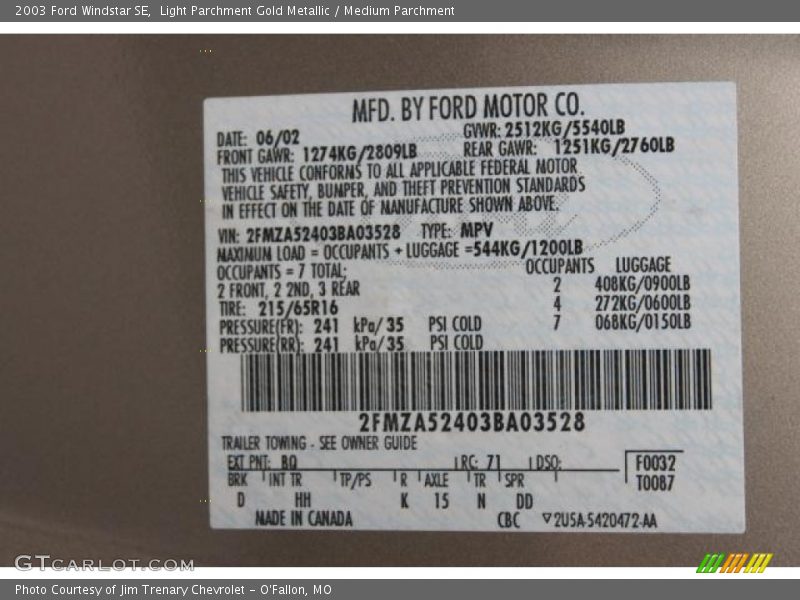 2003 Ford Windstar SE,  Light Parchment Gold Metallic / Medium Parchment
MFD. BY FORD MOTOR CO.
DATE: 06/02 GVWR: 2512KG/5540LB
FRONT GAWR: 1274KG/2809LB REAR GAWR: 1251KG/2760LB
THIS VEHICLE CONFORMS TO ALL APPLICABLE FEDERAL MOTOR
VEHICLE SAFETY, BUMPER, AND THEFT PREVENTION STANDARDS
IN EFFECT ON THE DATE OF MANUFACTURE SHOWN ABOVE.
VIN: 2FMZA52403BA03528 TYPE: MPV
MAXIMUM LOAD = OCCUPANTS + LUGGAGE =544KG/1200LB
OCCUPANTS = 7 TOTAL; OCCUPANTS LUGGAGE
2 FRONT, 2 2ND, 3 REAR 2 408KG/0900LB
TIRE: 215/65R16 4 272KG/0600LB
PRESSURE(FR): 241 kPa/ 35 PSI COLD 7 068KG/0150LB
PRESSURE(RR): 241 kPa/ 35 PSI COLD
2FMZA52403BA03528
TRAILER TOWING - SEE OWNER GUIDE
EXT PNT: BQ RC: 71 DSO: F0032
BRK INT TR TP/PS R AXLE TR SPR T0087
D HH K 15 N DD
MADE IN CANADA CBC ▽2U5A-5420472-AA
GTcarlot.com
Photo Courtesy of Jim Trenary Chevrolet - O'Fallon, MO